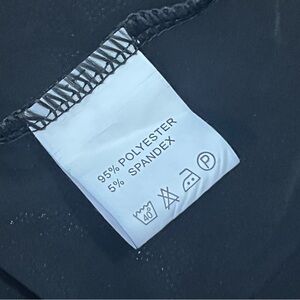 95% POLYESTER
5% SPANDEX
40° P